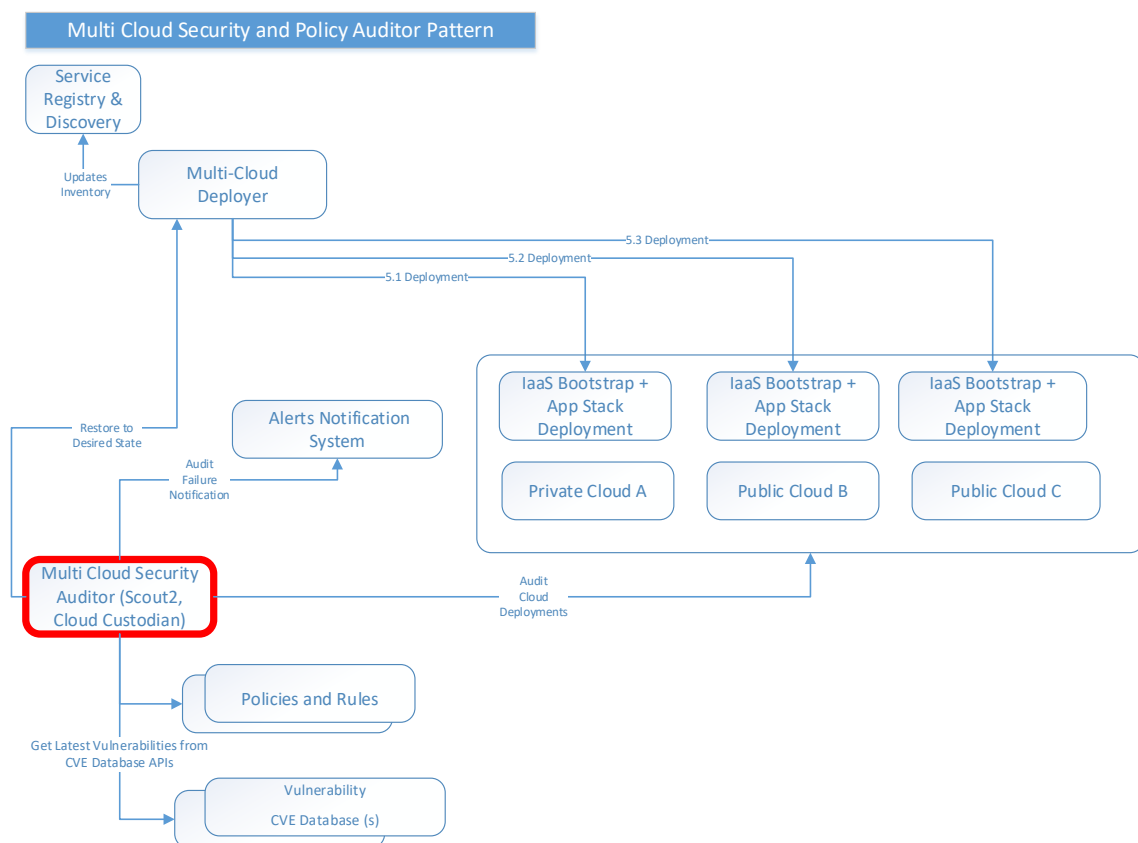 Multi Cloud Security and Policy Auditor Pattern
Service
Registry &
Discovery
Updates
Inventory
Multi-Cloud
Deployer
5.3 Deployment
5.2 Deployment
5.1 Deployment
IaaS Bootstrap +
App Stack
Deployment
IaaS Bootstrap +
App Stack
Deployment
IaaS Bootstrap +
App Stack
Deployment
Private Cloud A
Public Cloud B
Public Cloud C
Restore to
Desired State
Alerts Notification
System
Audit
Failure
Notification
Multi Cloud Security
Auditor (Scout2,
Cloud Custodian)
Audit
Cloud
Deployments
Policies and Rules
Get Latest Vulnerabilities from
CVE Database APIs
Vulnerability
CVE Database (s)